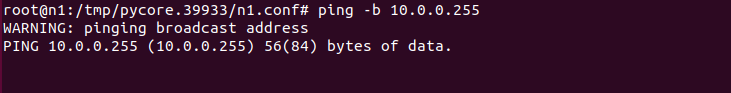 root@n1:/tmp/pycore.39933/n1.conf# ping -b 10.0.0.255
WARNING: pinging broadcast address
PING 10.0.0.255 (10.0.0.255) 56(84) bytes of data.